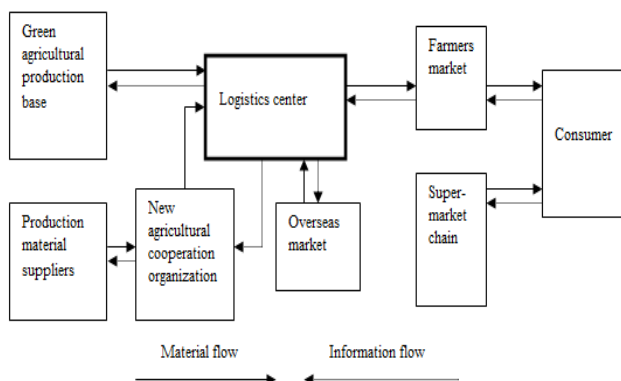 Green
agricultural
production
base
Logistics center
Farmers
market
Consumer
Production
material
suppliers
New
agricultural
cooperation
organization
Overseas
market
Super-
market
chain
Material flow
Information flow